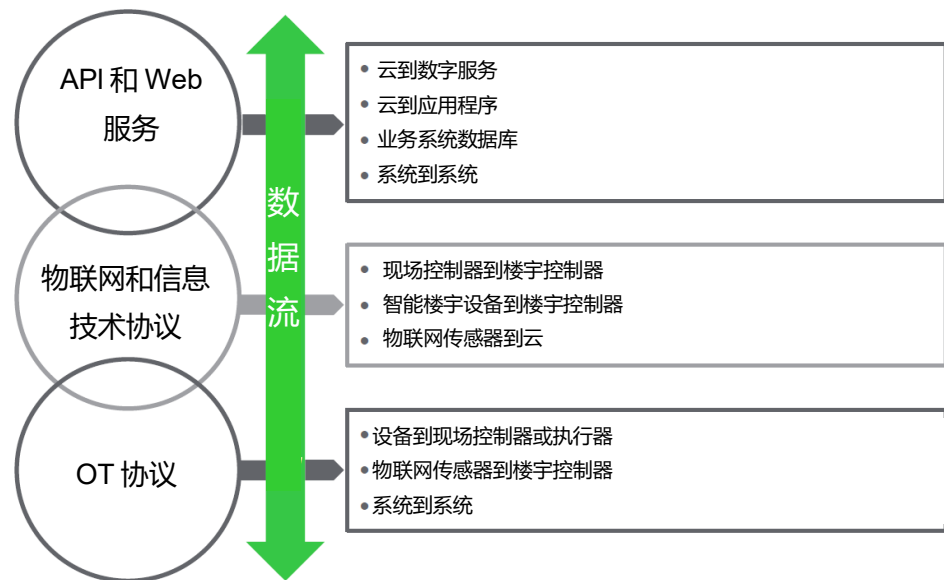 API 和 Web
服务
• 云到数字服务
• 云到应用程序
• 业务系统数据库
• 系统到系统
数
据
流
物联网和信息
技术协议
• 现场控制器到楼宇控制器
• 智能楼宇设备到楼宇控制器
• 物联网传感器到云
OT 协议
• 设备到现场控制器或执行器
• 物联网传感器到楼宇控制器
• 系统到系统